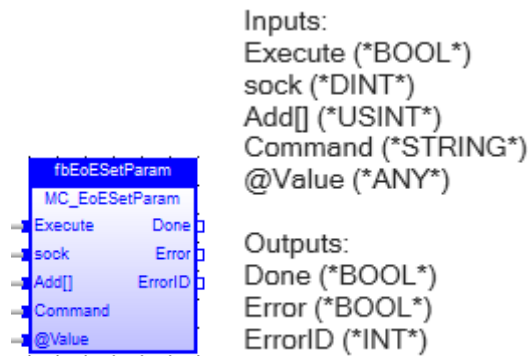 fbEoESetParam
MC_EoESetParam
Execute Done
sock Error
Add[] ErrorID
Command
@Value
Inputs:
Execute (*BOOL*)
sock (*DINT*)
Add[] (*USINT*)
Command (*STRING*)
@Value (*ANY*)
Outputs:
Done (*BOOL*)
Error (*BOOL*)
ErrorID (*INT*)